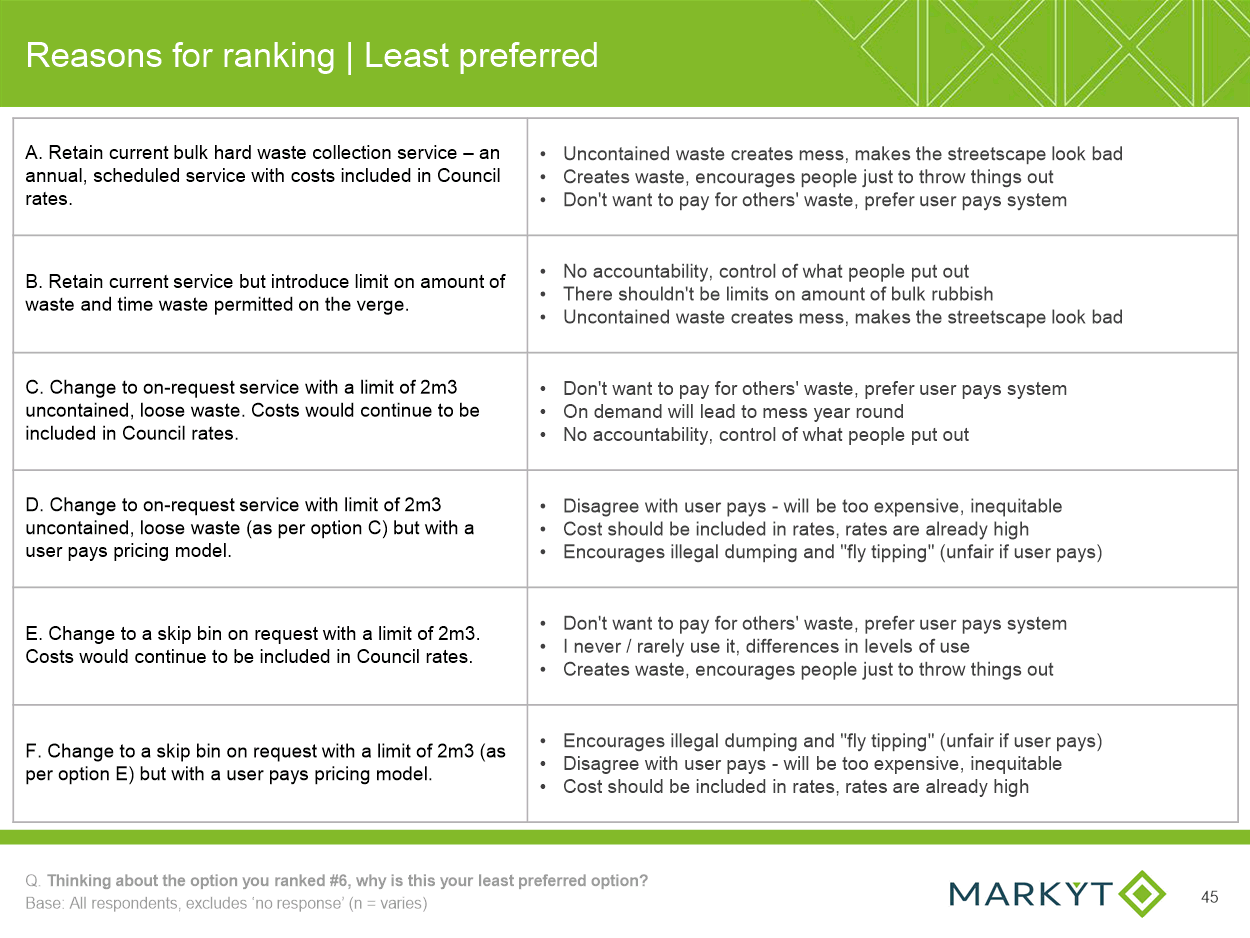 Reasons for ranking | Least preferred
A. Retain current bulk hard waste collection service – an
annual, scheduled service with costs included in Council
rates.
• Uncontained waste creates mess, makes the streetscape look bad
• Creates waste, encourages people just to throw things out
• Don't want to pay for others' waste, prefer user pays system
B. Retain current service but introduce limit on amount of
waste and time waste permitted on the verge.
• No accountability, control of what people put out
• There shouldn't be limits on amount of bulk rubbish
• Uncontained waste creates mess, makes the streetscape look bad
C. Change to on-request service with a limit of 2m3
uncontained, loose waste. Costs would continue to be
included in Council rates.
• Don't want to pay for others' waste, prefer user pays system
• On demand will lead to mess year round
• No accountability, control of what people put out
D. Change to on-request service with limit of 2m3
uncontained, loose waste (as per option C) but with a
user pays pricing model.
• Disagree with user pays - will be too expensive, inequitable
• Cost should be included in rates, rates are already high
• Encourages illegal dumping and "fly tipping" (unfair if user pays)
E. Change to a skip bin on request with a limit of 2m3.
Costs would continue to be included in Council rates.
• Don't want to pay for others' waste, prefer user pays system
• I never / rarely use it, differences in levels of use
• Creates waste, encourages people just to throw things out
F. Change to a skip bin on request with a limit of 2m3 (as
per option E) but with a user pays pricing model.
• Encourages illegal dumping and "fly tipping" (unfair if user pays)
• Disagree with user pays - will be too expensive, inequitable
• Cost should be included in rates, rates are already high
Q. Thinking about the option you ranked #6, why is this your least preferred option?
Base: All respondents, excludes ‘no response’ (n = varies)
MARKYT
45